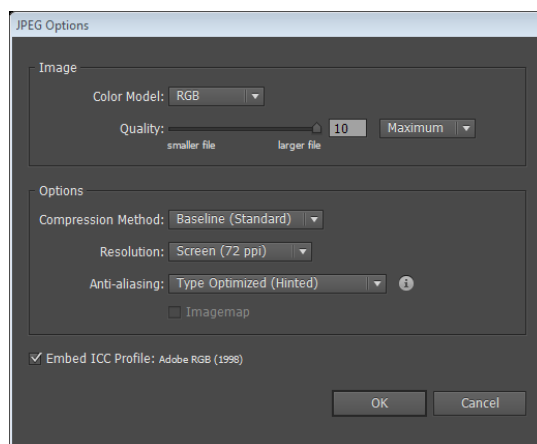 JPEG Options
Image
Color Model: RGB
Quality: 10 Maximum
smaller file larger file
Options
Compression Method: Baseline (Standard)
Resolution: Screen (72 ppi)
Anti-aliasing: Type Optimized (Hinted)
Imagemap
Embed ICC Profile: Adobe RGB (1998)
OK Cancel